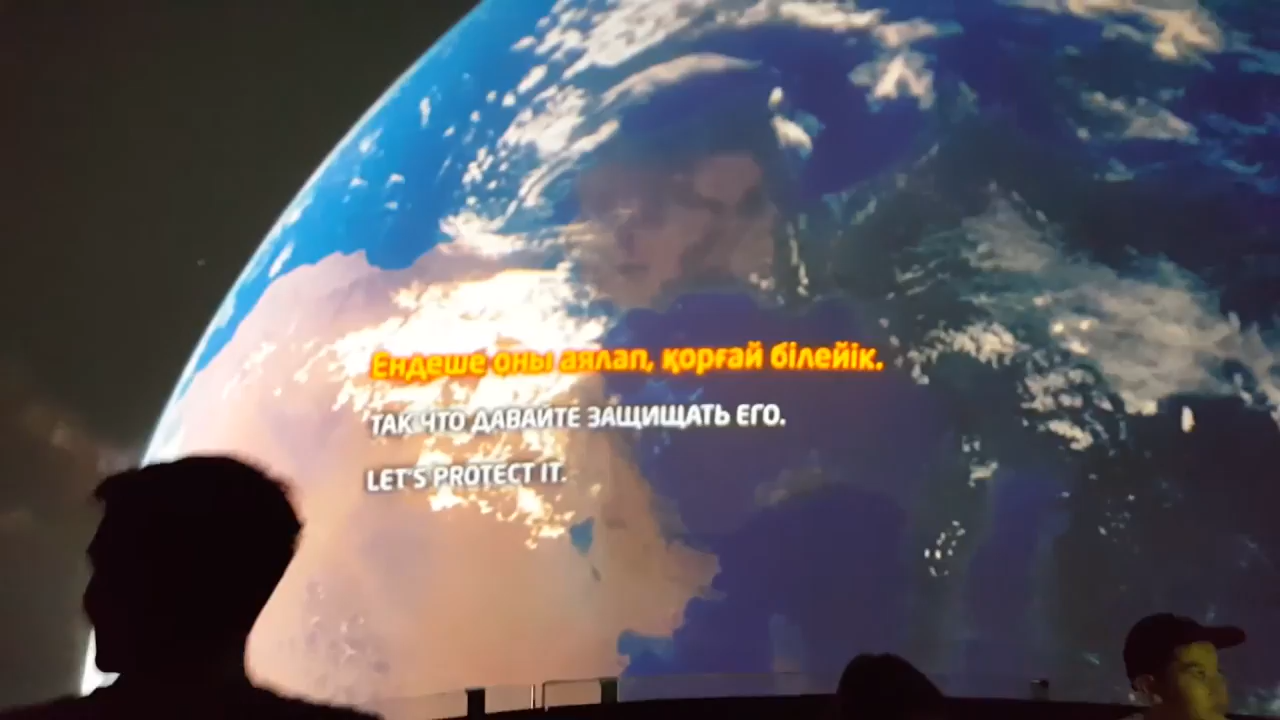 Ендеше оны аялап, қорғай білейік.
ТАК ЧТО ДАВАЙТЕ ЗАЩИЩАТЬ ЕГО.
LET'S PROTECT IT.